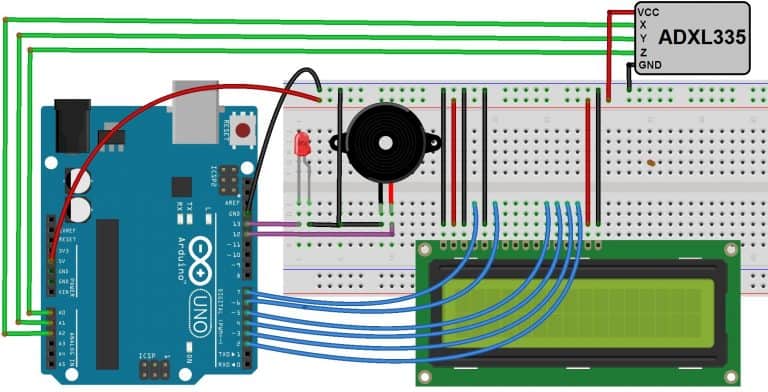 VCC
X
Y
Z
GND
ADXL335
RESET
ICSP2
AREF
GND
13
12
~11
~10
~9
8
L
TX
RX
Arduino
UNO
IOREF
RESET
3V3
5V
GND
GND
VIN
POWER
DIGITAL (PWM~)
7
~6
~5
4
~3
2
TXD▶1
RXD◀0
A0
A1
A2
A3
A4
A5
ANALOG IN
ICSP
ON